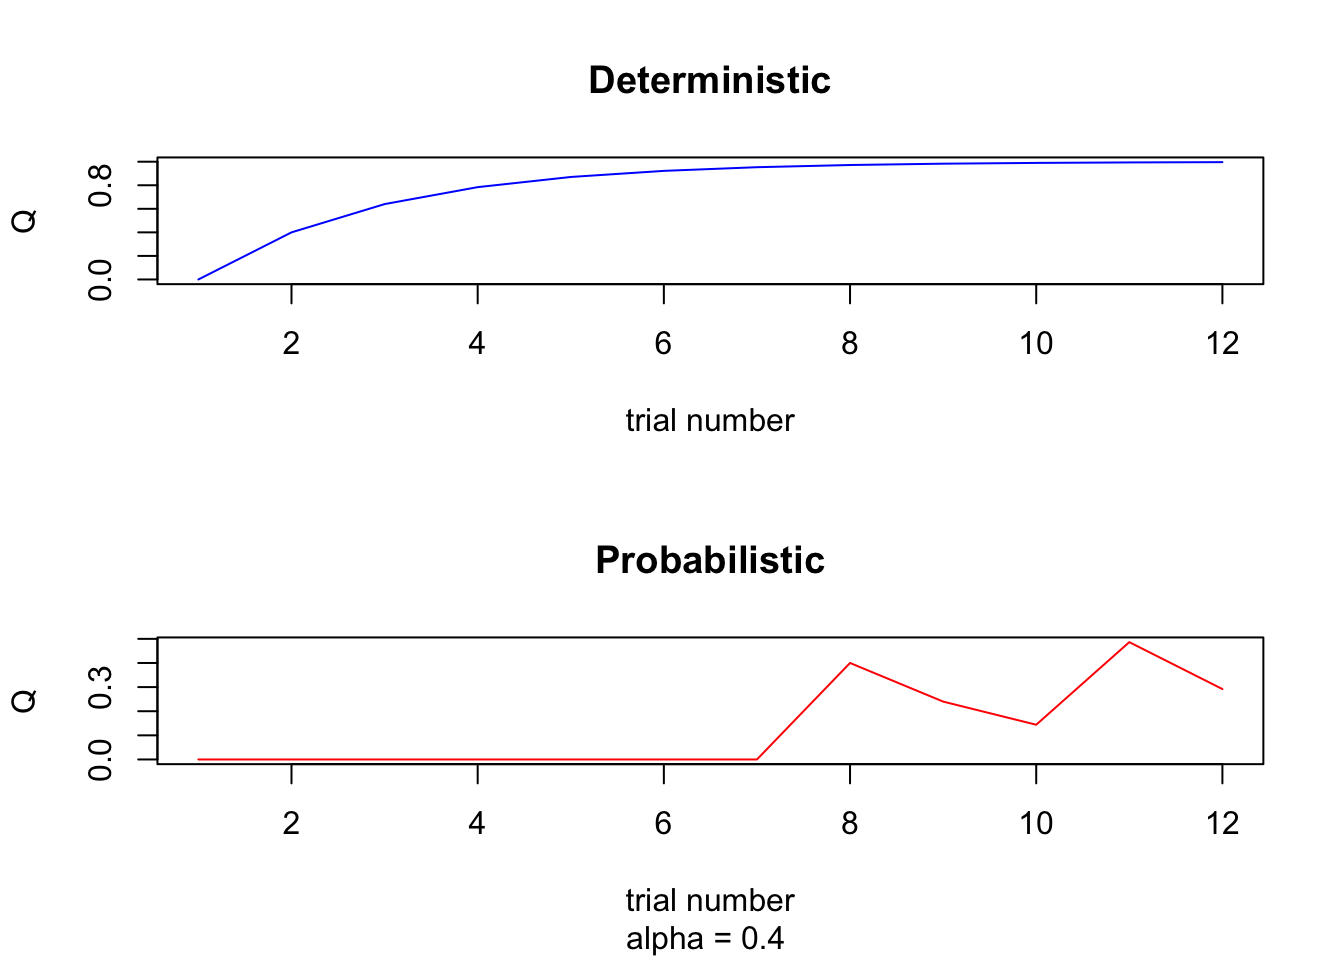 Deterministic
Q
0.8
0.0
2 4 6 8 10 12
trial number
Probabilistic
Q
0.3
0.0
2 4 6 8 10 12
trial number
alpha = 0.4